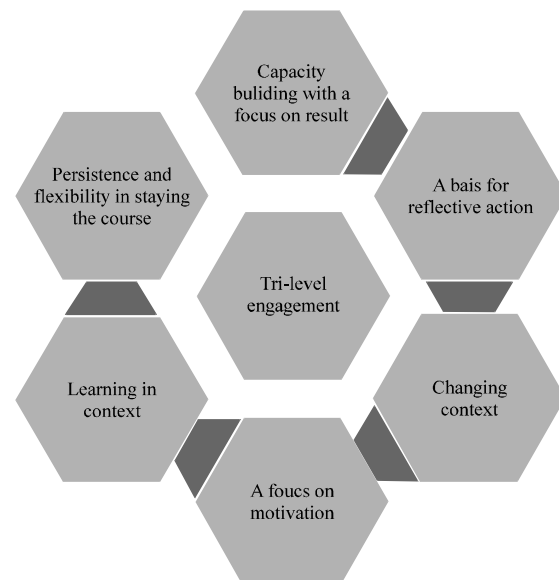 Capacity
buliding with a
focus on result
Persistence and
flexibility in staying
the course
A bais for
reflective action
Tri-level
engagement
Learning in
context
Changing
context
A foucs on
motivation